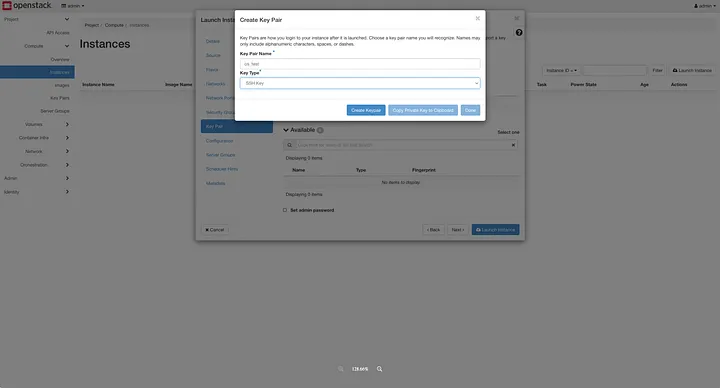 openstack.
admin
admin
Project
API Access
Compute
Overview
Instances
Images
Key Pairs
Server Groups
Volumes
Container Infra
Network
Orchestration
Admin
Identity
Project / Compute / Instances
Instances
Instance Name
Image Name
Instance ID =
Filter
Launch Instance
Task
Power State
Age
Actions
Launch Inst
Details
Source
Flavor
Networks
Network Ports
Security Groups
Key Pair
Configuration
Server Groups
Scheduler Hints
Metadata
Create Key Pair
Key Pairs are how you login to your instance after it is launched. Choose a key pair name you will recognize. Names may
only include alphanumeric characters, spaces, or dashes.
Key Pair Name *
os_test
Key Type *
SSH Key
Create Keypair
Copy Private Key to Clipboard
Done
port a key
Available 0
Select one
Displaying 0 items
Name
Type
Fingerprint
No items to display.
Displaying 0 items
Set admin password
Cancel
‹ Back
Next ›
Launch Instance